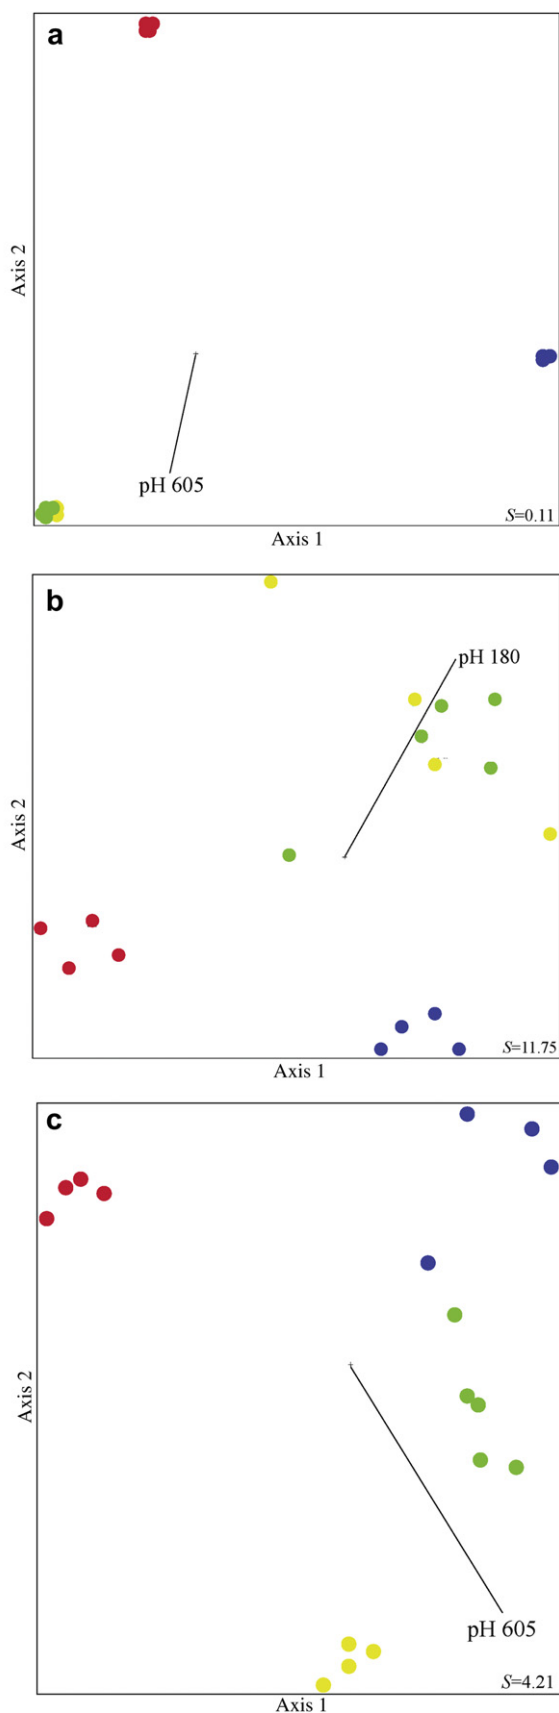 a
Axis 2
pH 605
S=0.11
Axis 1
b
pH 180
Axis 2
S=11.75
Axis 1
c
Axis 2
pH 605
S=4.21
Axis 1